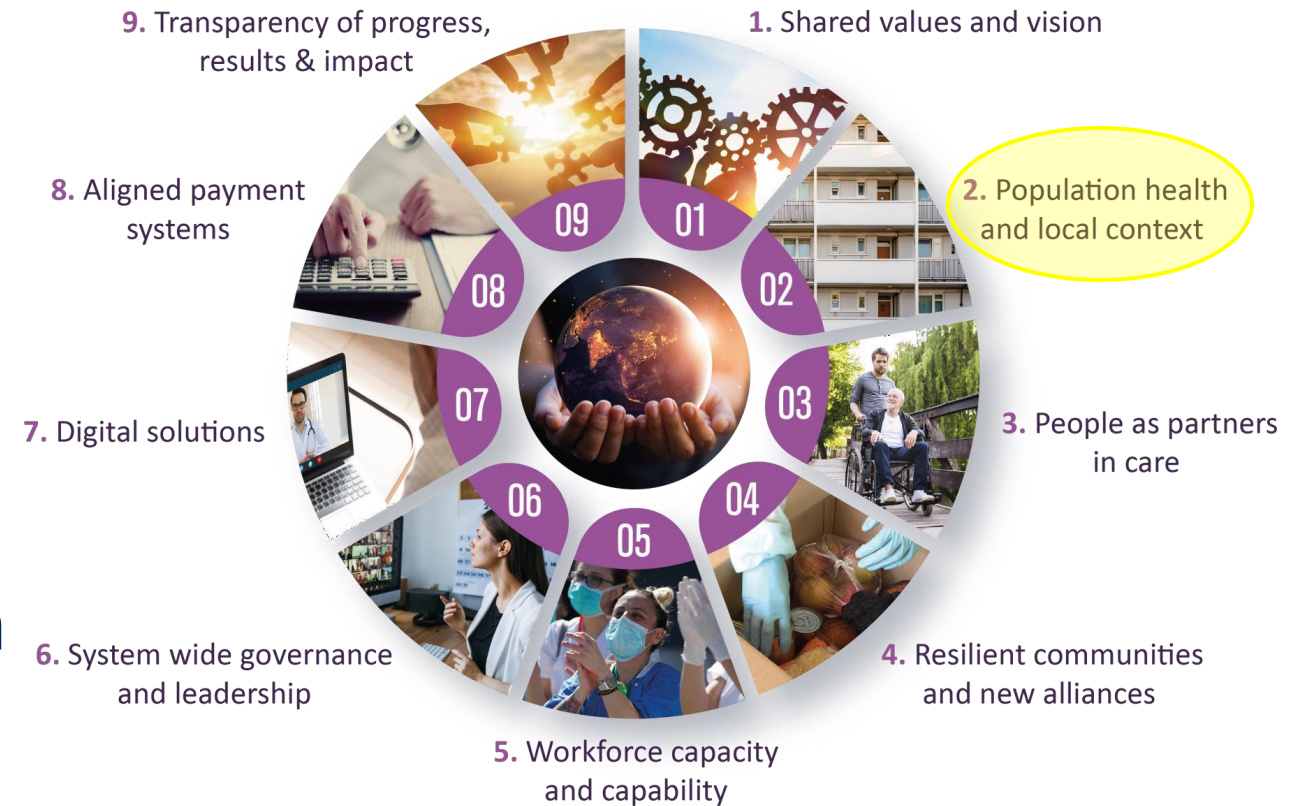 9. Transparency of progress,
results & impact
1. Shared values and vision
8. Aligned payment
systems
2. Population health
and local context
09
01
08
02
07
03
06
04
05
7. Digital solutions
3. People as partners
in care
6. System wide governance
and leadership
4. Resilient communities
and new alliances
5. Workforce capacity
and capability